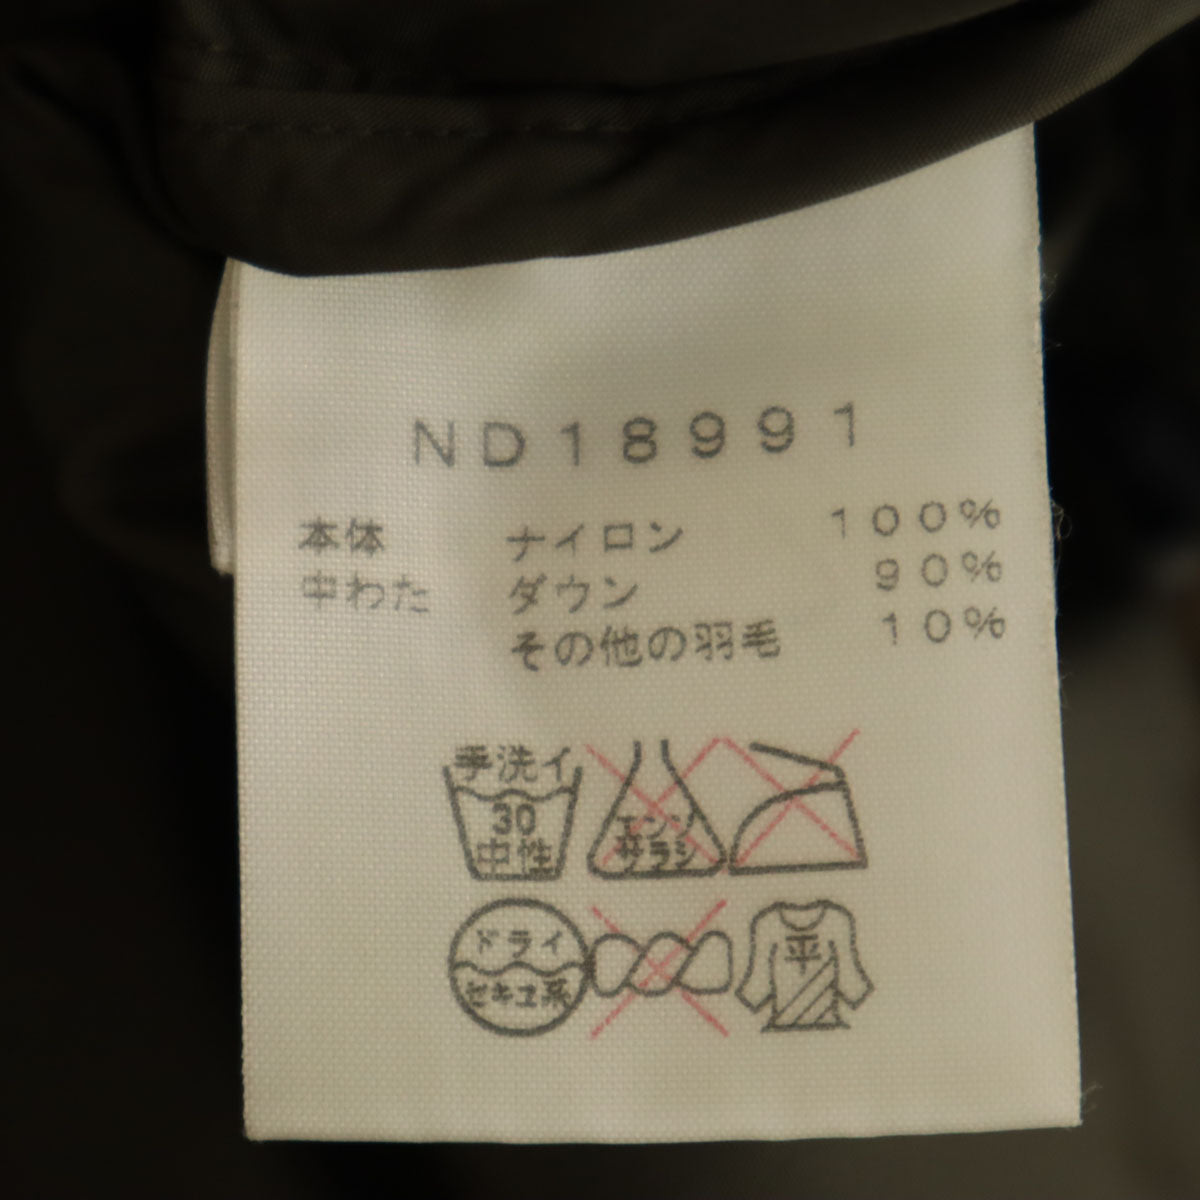 ND18991
本体 ナイロン 100%
中わた ダウン 90%
その他の羽毛 10%
手洗イ
30
中性
エンソ
サラシ
ドライ
セキユ系
平